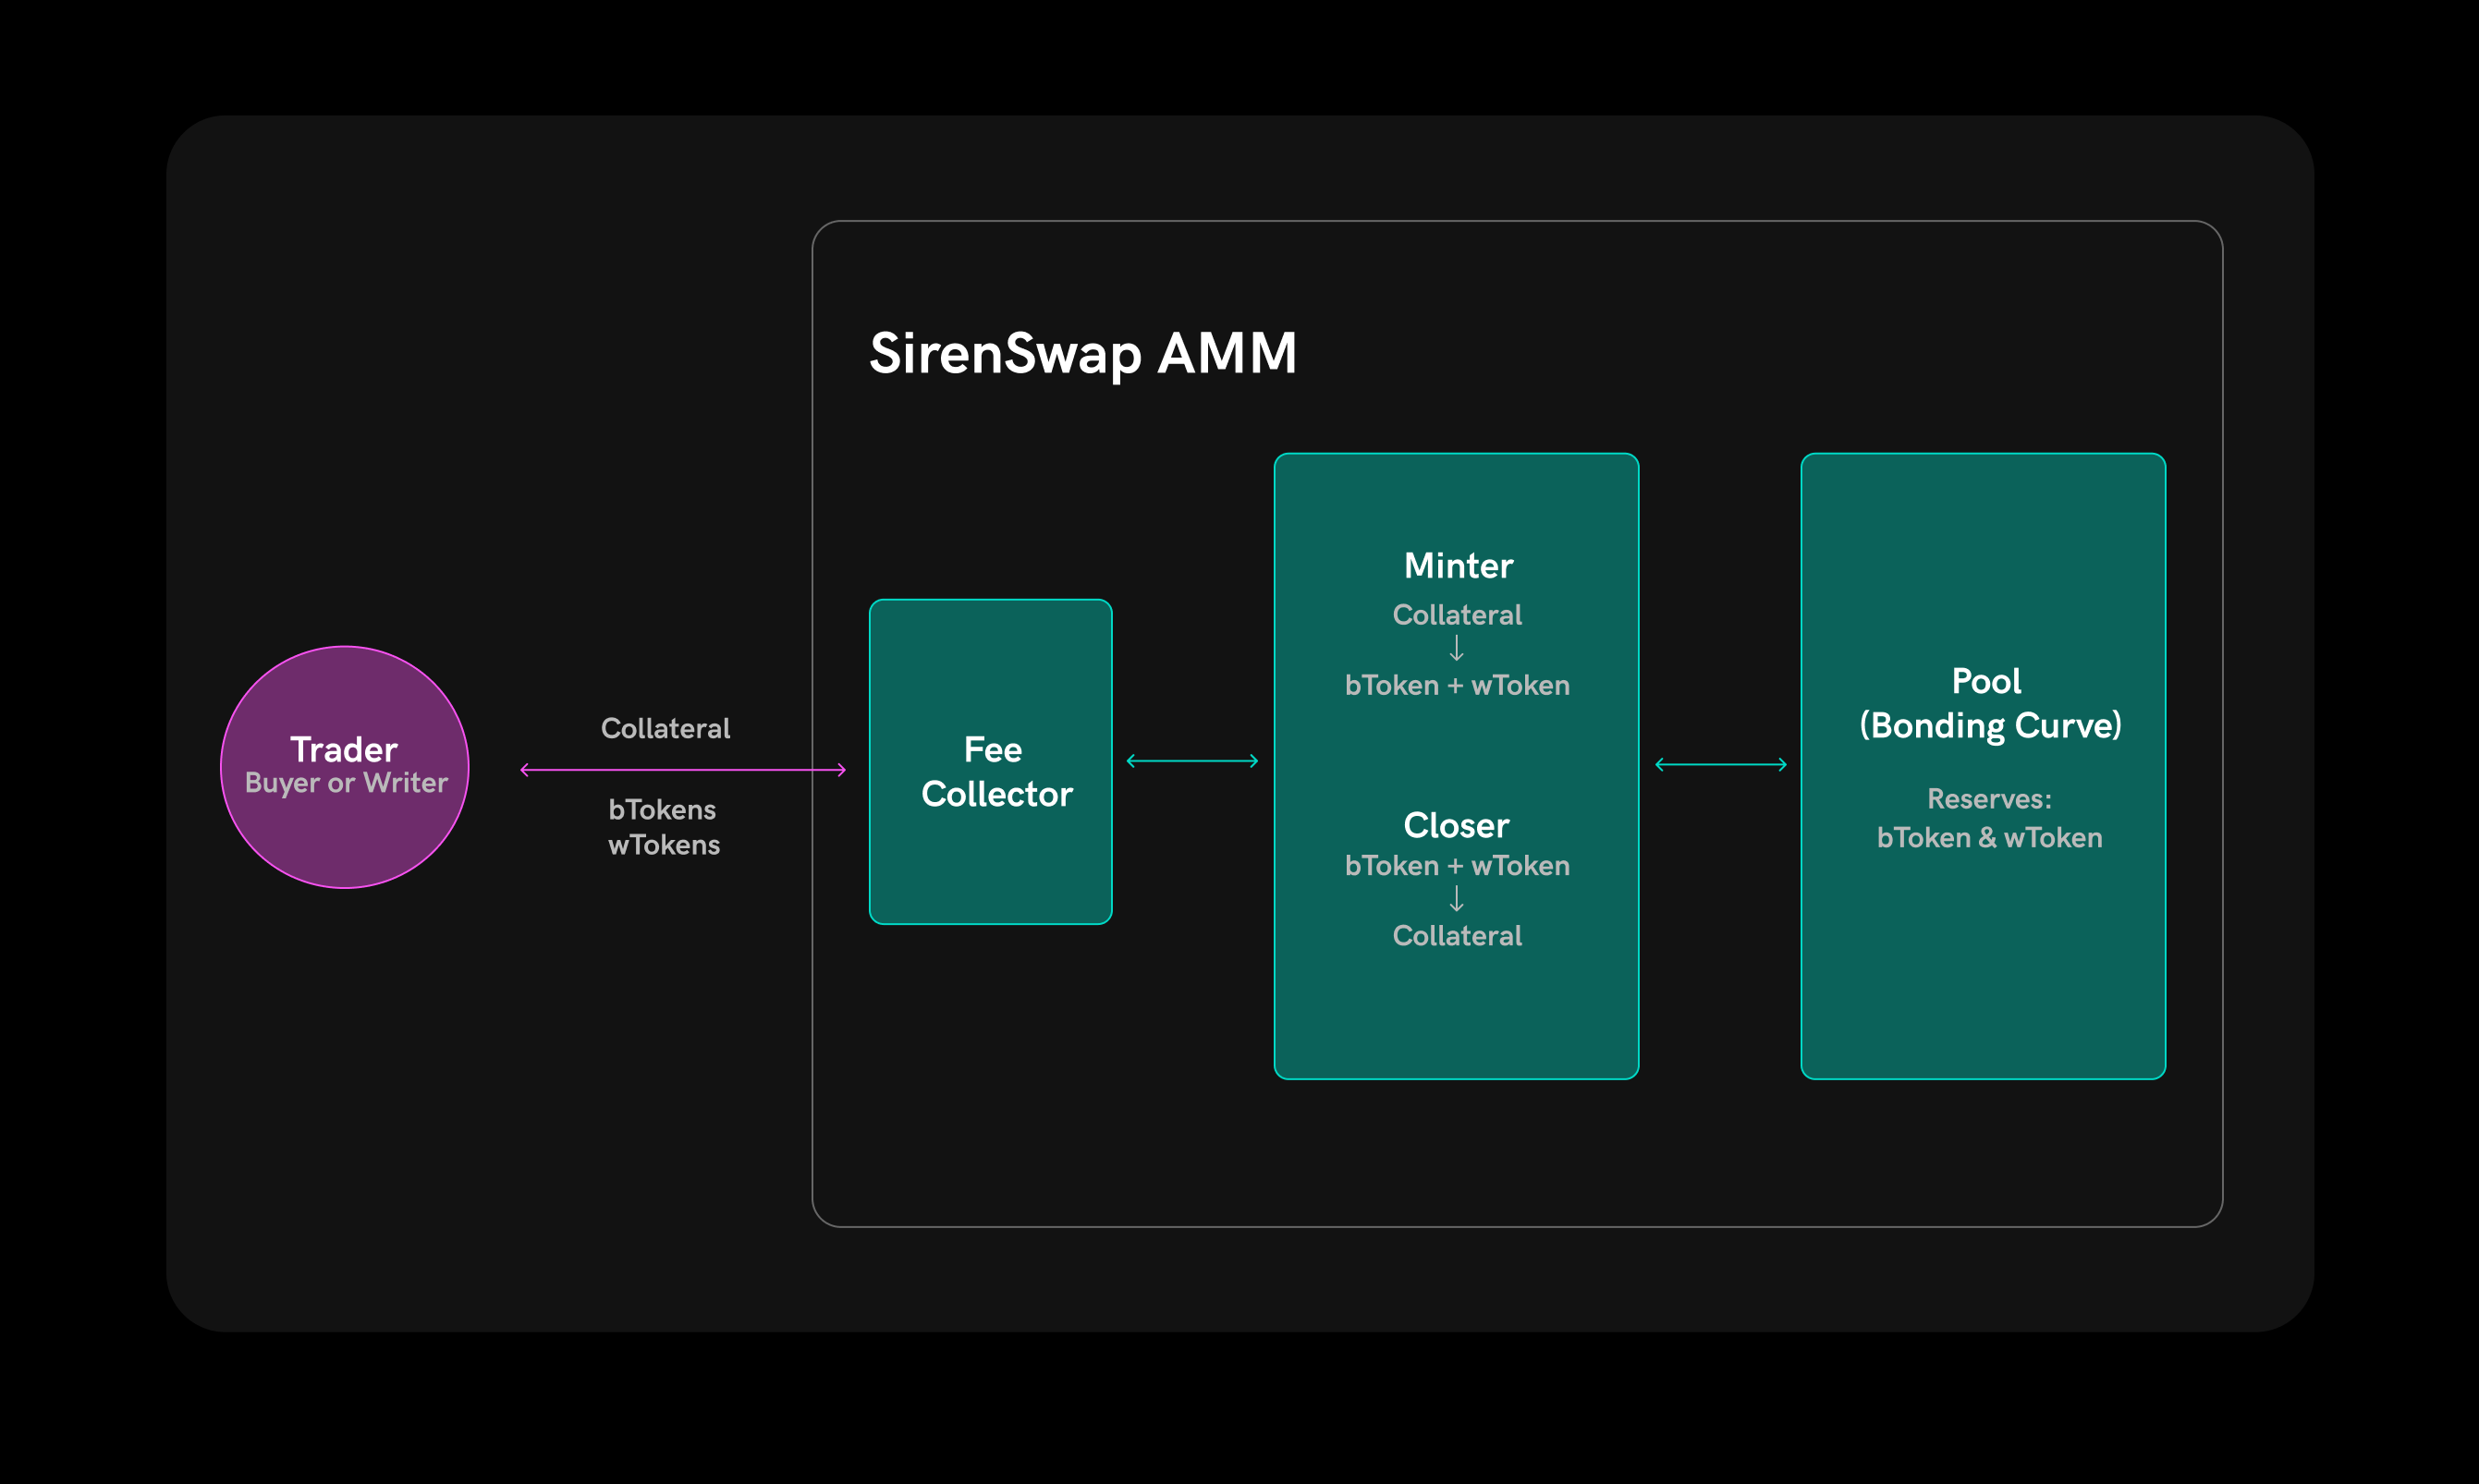 SirenSwap AMM
Trader
Buyer or Writer
Collateral
bTokens
wTokens
Fee
Collector
Minter
Collateral
bToken + wToken
Closer
bToken + wToken
Collateral
Pool
(Bonding Curve)
Reserves:
bToken & wToken